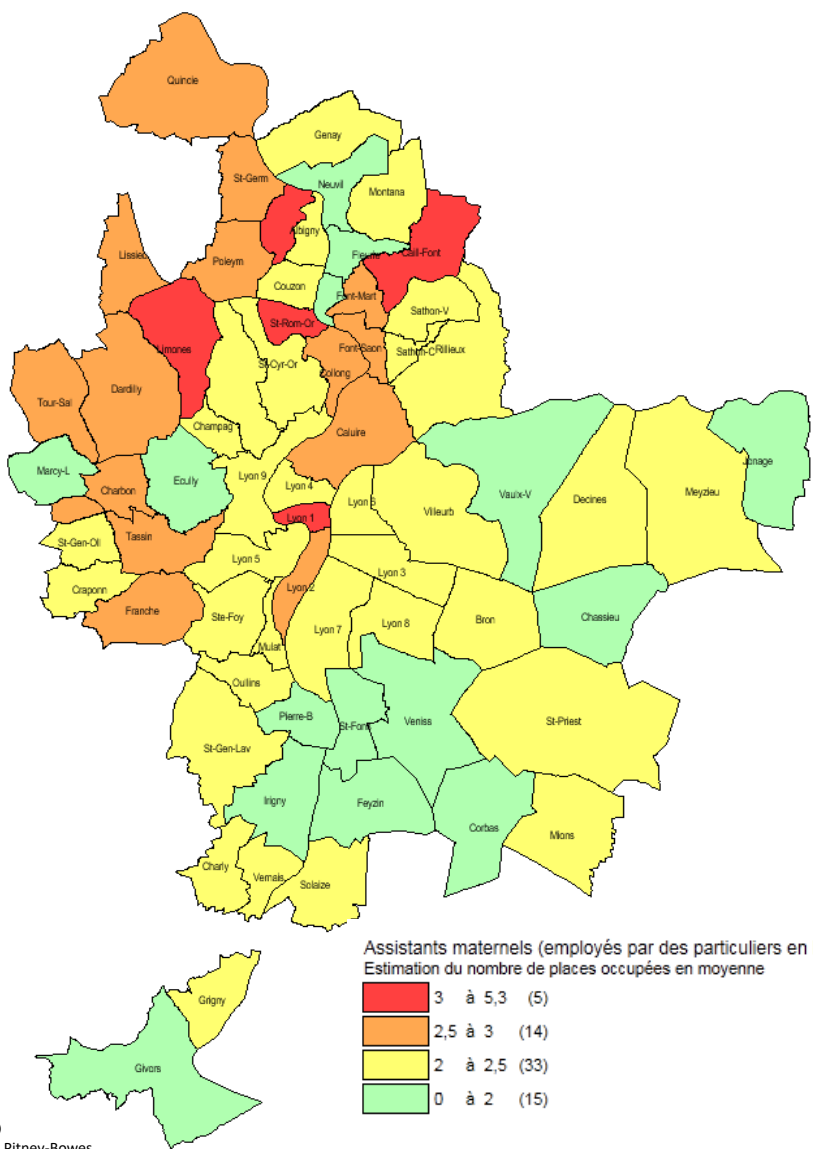 Quincie
Genay
St-Germ
Neuvil
Montana
Albigny
Lissieu
Poleym
Fleurie
Caill-Font
Couzon
Font-Mart
Sathon-V
St-Rom-Or
Limones
Font-Saon
Sathon-C
Rillieux
St-Cyr-Or
Collong
Tour-Sal
Dardilly
Champag
Caluire
Marcy-L
Ecully
Lyon 9
Lyon 4
Charbon
Lyon 6
Villeurb
Vaulx-V
Decines
Meyzieu
Jonage
Lyon 1
St-Gen-Oll
Tassin
Lyon 5
Lyon 3
Craponn
Lyon 2
Franche
Ste-Foy
Lyon 7
Lyon 8
Bron
Chassieu
Mulat
Oullins
Pierre-B
St-Fons
Veniss
St-Priest
St-Gen-Lav
Irigny
Feyzin
Corbas
Mions
Charly
Vernais
Solaize
Assistants maternels (employés par des particuliers en
Estimation du nombre de places occupées en moyenne
3 à 5,3 (5)
2,5 à 3 (14)
2 à 2,5 (33)
0 à 2 (15)
Grigny
Givors
Pitney-Bowes